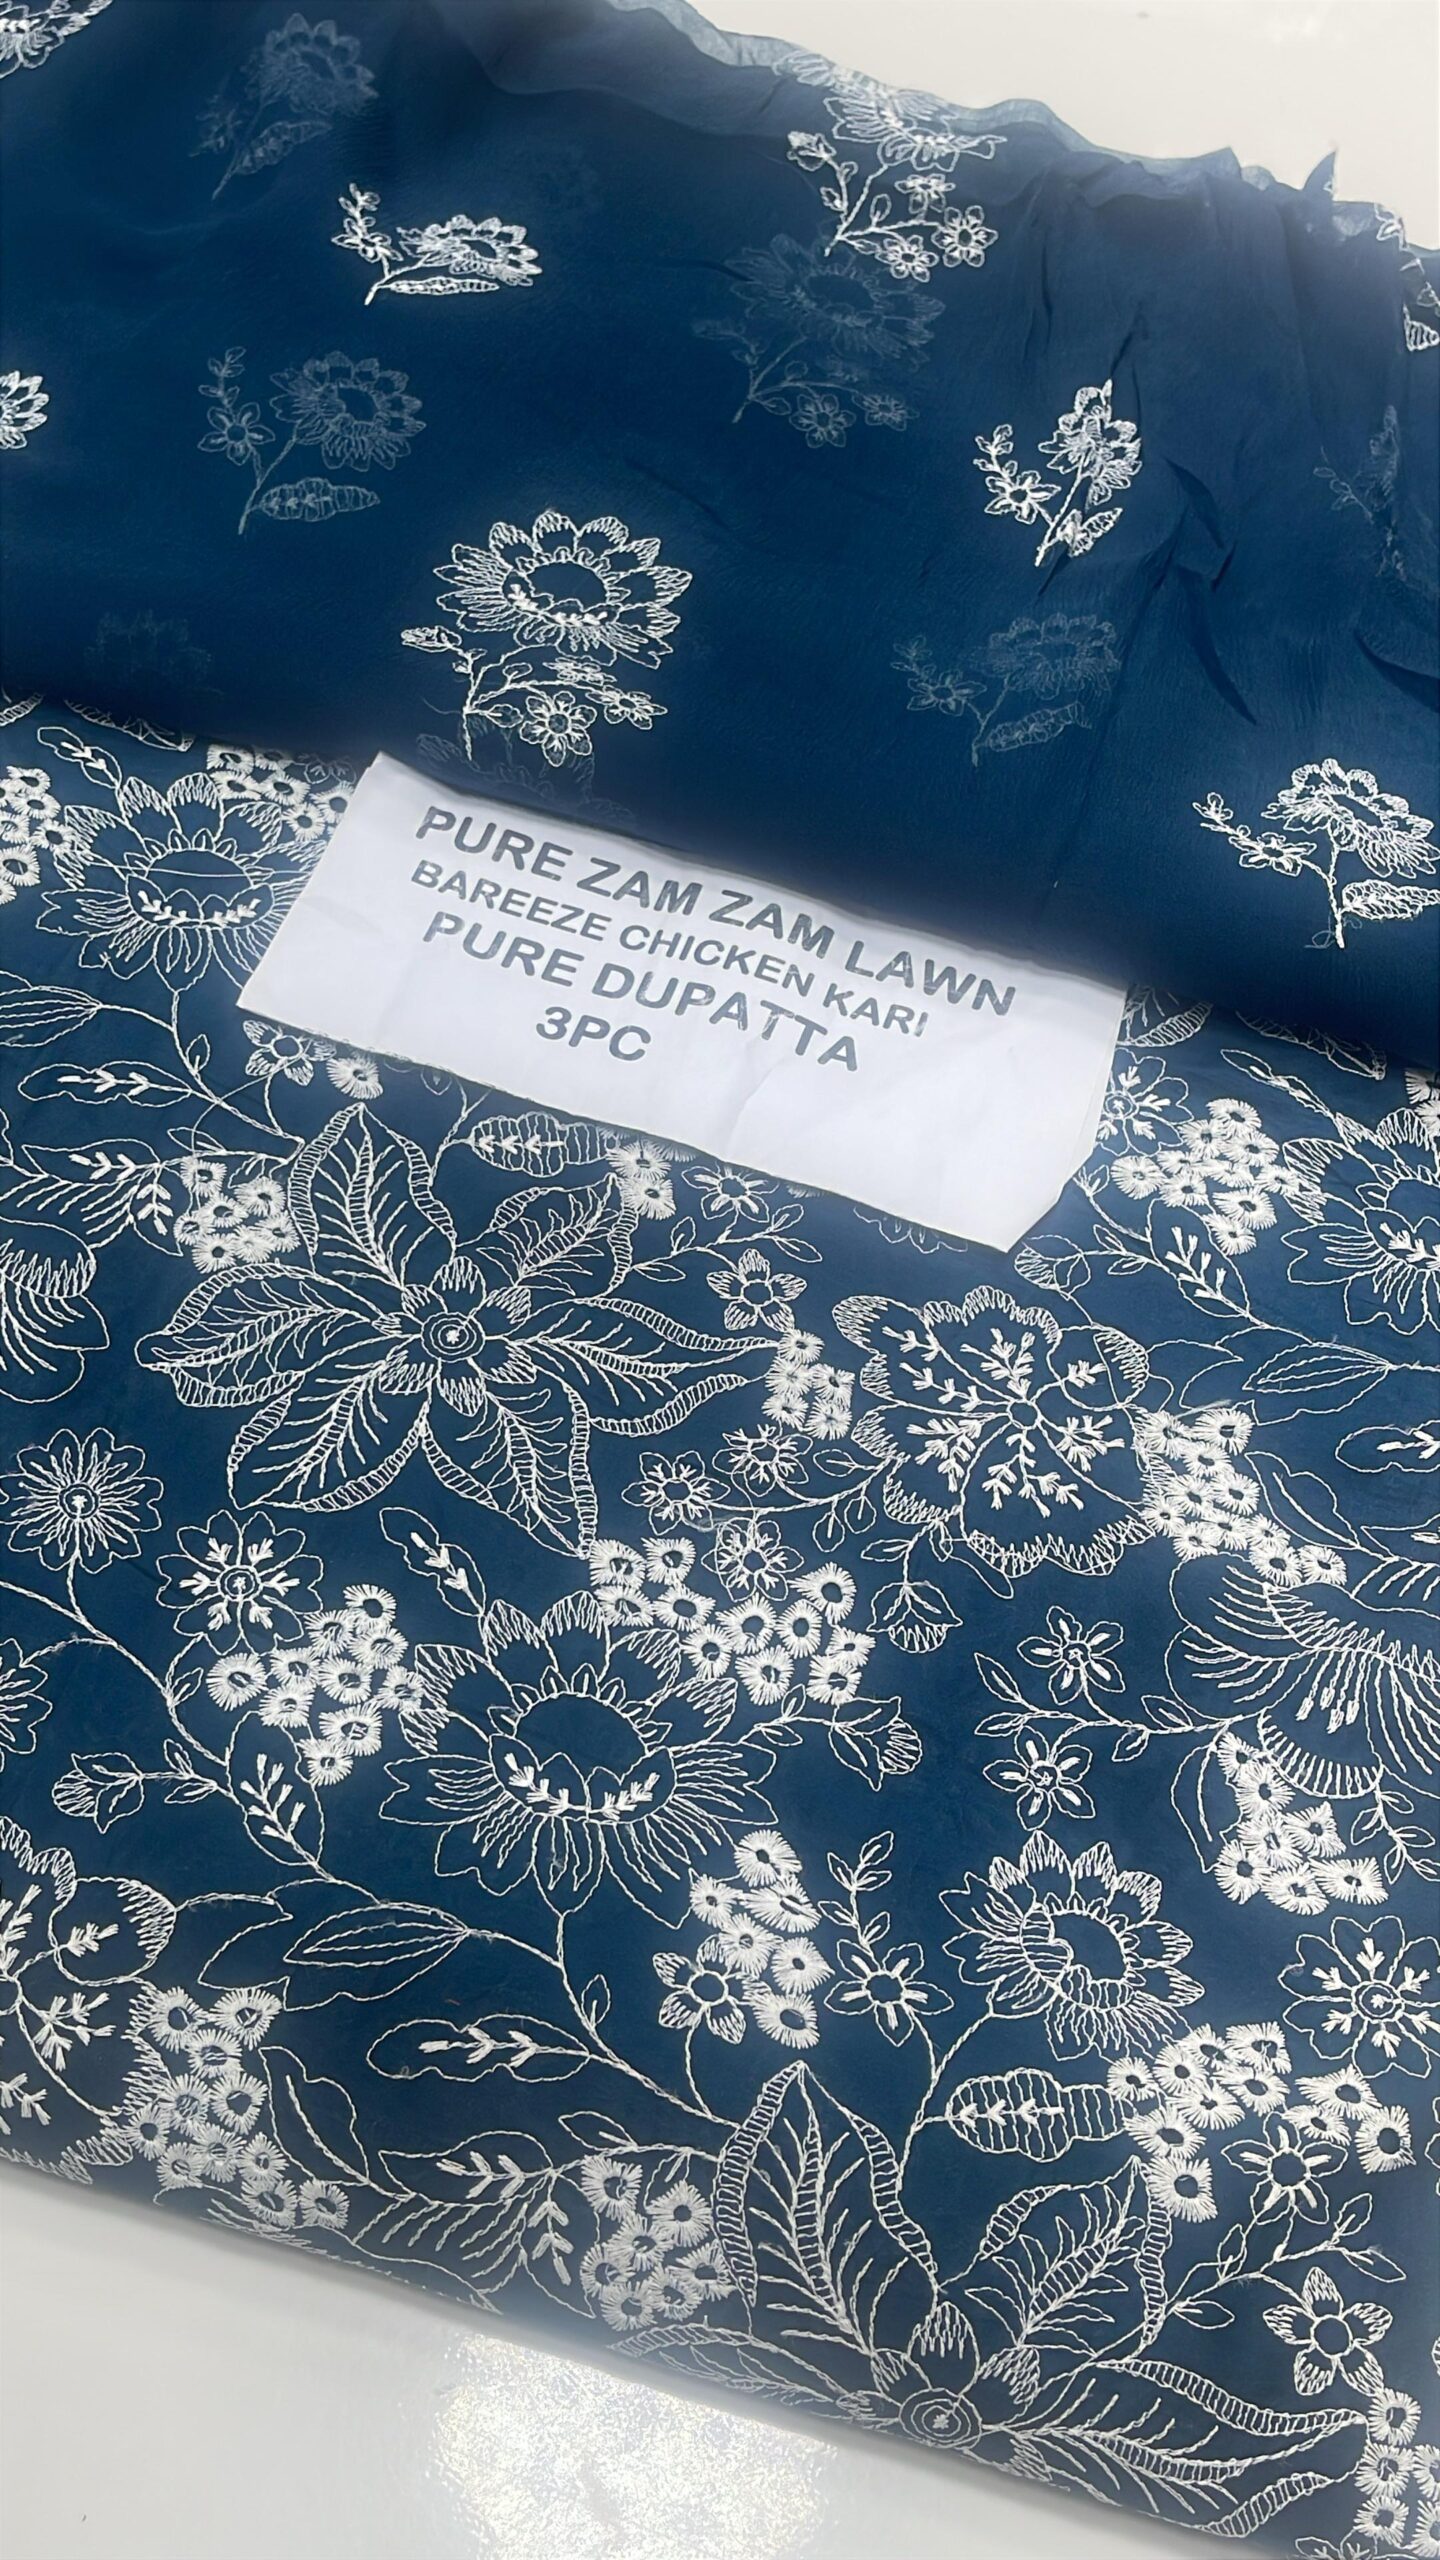 PURE ZAM ZAM LAWN
BAREEZE CHICKEN KARI
PURE DUPATTA
3PC